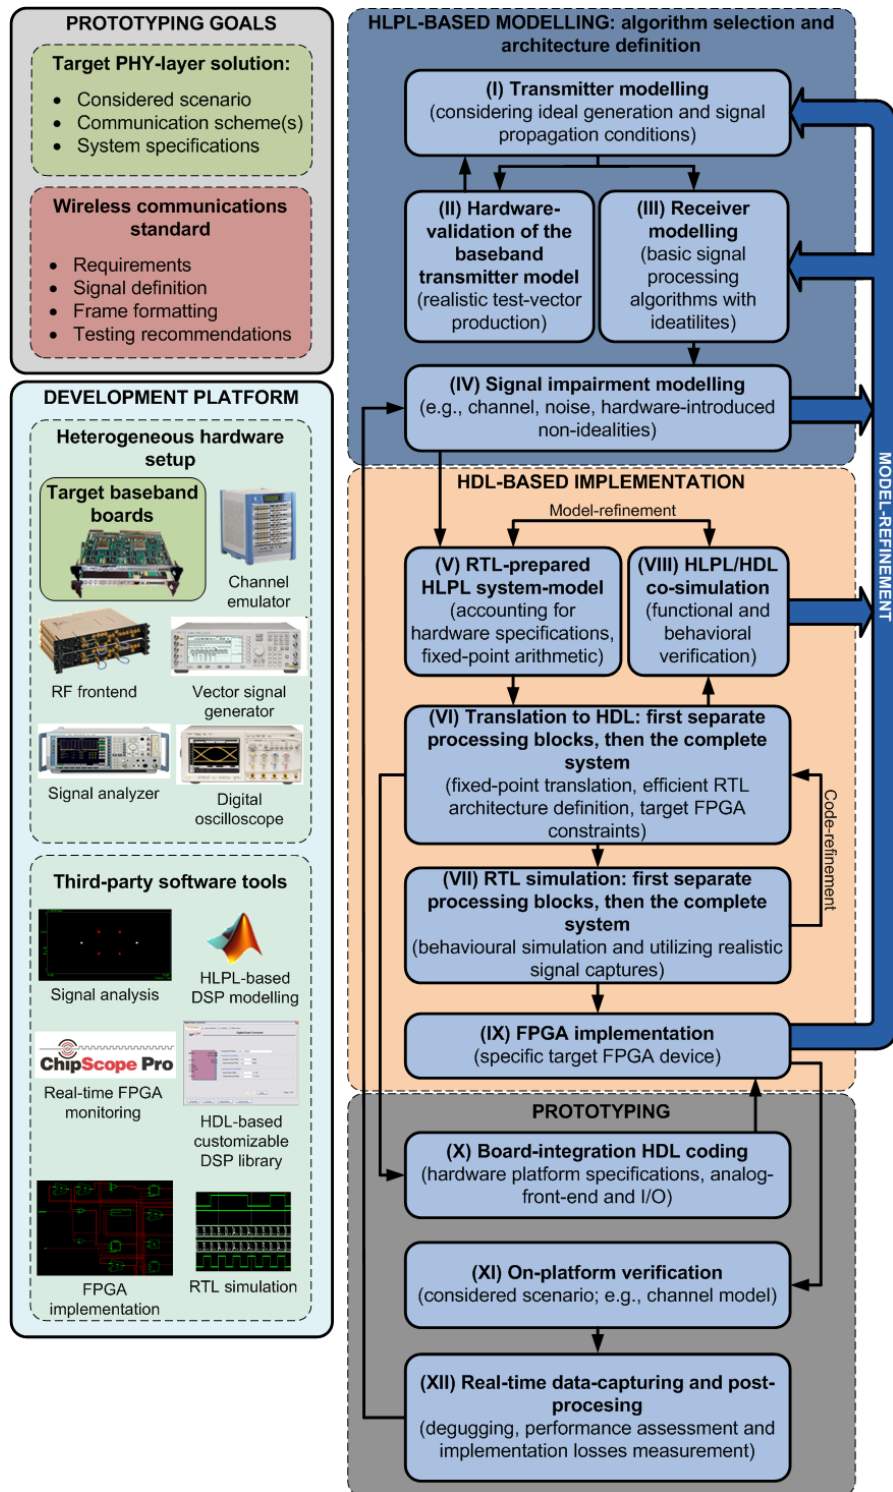 PROTOTYPING GOALS
Target PHY-layer solution:
• Considered scenario
• Communication scheme(s)
• System specifications
Wireless communications
standard
• Requirements
• Signal definition
• Frame formatting
• Testing recommendations
DEVELOPMENT PLATFORM
Heterogeneous hardware
setup
Target baseband
boards
Channel
emulator
RF frontend
Vector signal
generator
Signal analyzer
Digital
oscilloscope
Third-party software tools
Signal analysis
HLPL-based
DSP modelling
ChipScope Pro
Real-time FPGA
monitoring
HDL-based
customizable
DSP library
FPGA
implementation
RTL simulation
HLPL-BASED MODELLING: algorithm selection and
architecture definition
(I) Transmitter modelling
(considering ideal generation and signal
propagation conditions)
(II) Hardware-
validation of the
baseband
transmitter model
(realistic test-vector
production)
(III) Receiver
modelling
(basic signal
processing
algorithms with
ideatilites)
(IV) Signal impairment modelling
(e.g., channel, noise, hardware-introduced
non-idealities)
MODEL-REFINEMENT
HDL-BASED IMPLEMENTATION
Model-refinement
(V) RTL-prepared
HLPL system-model
(accounting for
hardware specifications,
fixed-point arithmetic)
(VIII) HLPL/HDL
co-simulation
(functional and
behavioral
verification)
(VI) Translation to HDL: first separate
processing blocks, then the complete
system
(fixed-point translation, efficient RTL
architecture definition, target FPGA
constraints)
Code-refinement
(VII) RTL simulation: first separate
processing blocks, then the complete
system
(behavioural simulation and utilizing realistic
signal captures)
(IX) FPGA implementation
(specific target FPGA device)
PROTOTYPING
(X) Board-integration HDL coding
(hardware platform specifications, analog-
front-end and I/O)
(XI) On-platform verification
(considered scenario; e.g., channel model)
(XII) Real-time data-capturing and post-
procesing
(degugging, performance assessment and
implementation losses measurement)